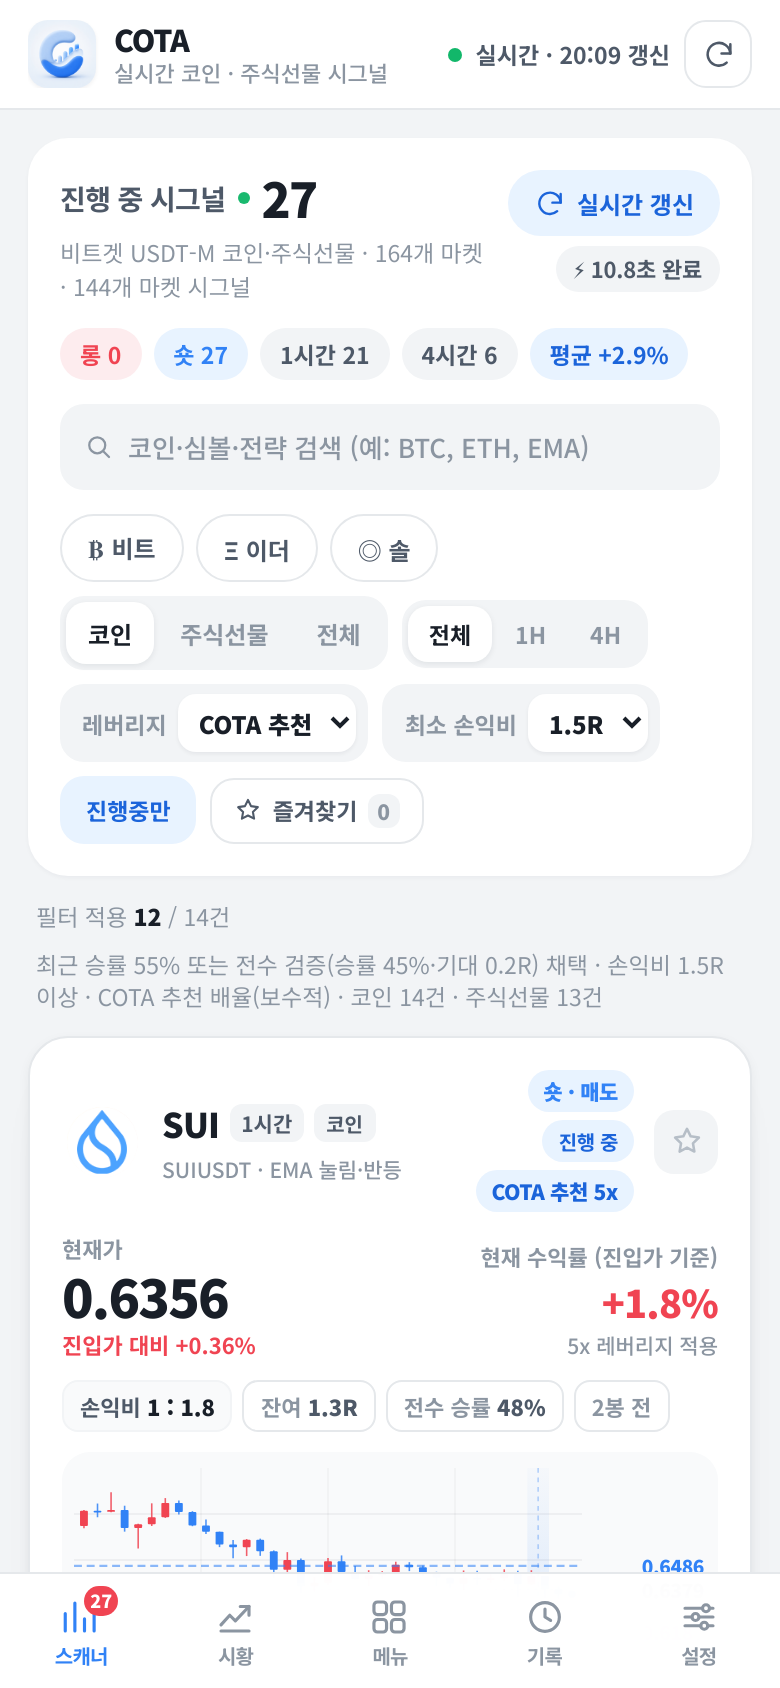 COTA
실시간 코인 · 주식선물 시그널
실시간 · 20:09 갱신
진행 중 시그널 27
실시간 갱신
비트겟 USDT-M 코인·주식선물 · 164개 마켓
· 144개 마켓 시그널
⚡ 10.8초 완료
롱 0 숏 27 1시간 21 4시간 6 평균 +2.9%
코인·심볼·전략 검색 (예: BTC, ETH, EMA)
₿ 비트 Ξ 이더 ◎ 솔
코인 주식선물 전체 전체 1H 4H
레버리지 COTA 추천 최소 손익비 1.5R
진행중만 즐겨찾기 0
필터 적용 12 / 14건
최근 승률 55% 또는 전수 검증(승률 45%·기대 0.2R) 채택 · 손익비 1.5R
이상 · COTA 추천 배율(보수적) · 코인 14건 · 주식선물 13건
SUI 1시간 코인
SUIUSDT · EMA 눌림·반등
숏 · 매도
진행 중
COTA 추천 5x
현재가
0.6356
진입가 대비 +0.36%
현재 수익률 (진입가 기준)
+1.8%
5x 레버리지 적용
손익비 1 : 1.8 잔여 1.3R 전수 승률 48% 2봉 전
0.6486
27
스캐너 시황 메뉴 기록 설정